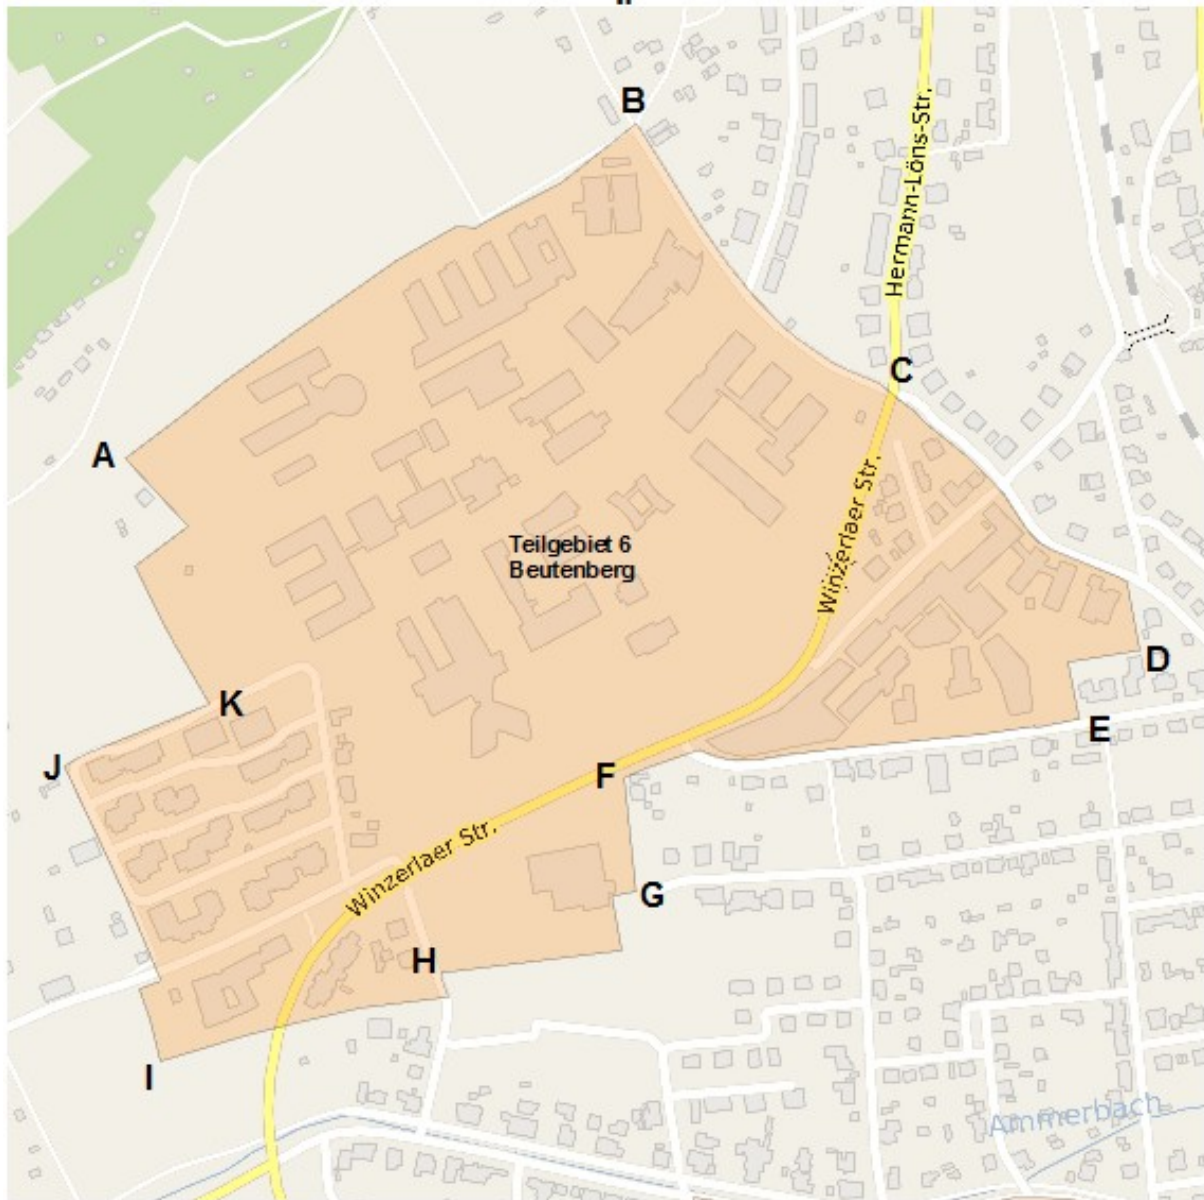 B
Hermann-Löns-Str.
C
A
Winzerlaer Str.
Teilgebiet 6
Beutenberg
D
K
E
J
F
Winzerlaer Str.
G
H
I
Ammerbach